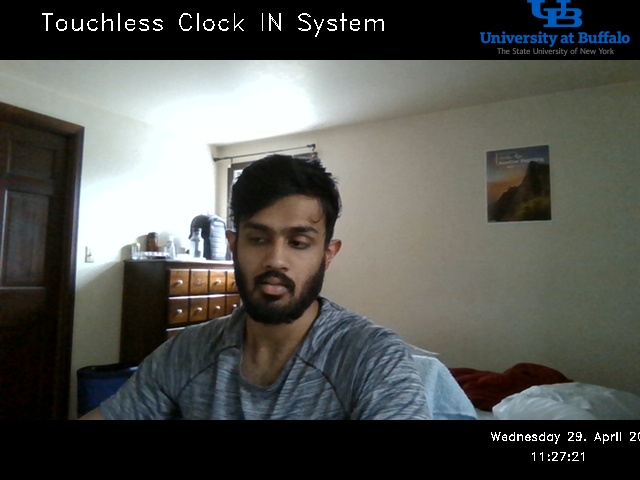 Touchless Clock IN System
UB
University at Buffalo
The State University of New York
Wednesday 29. April 20
11:27:21